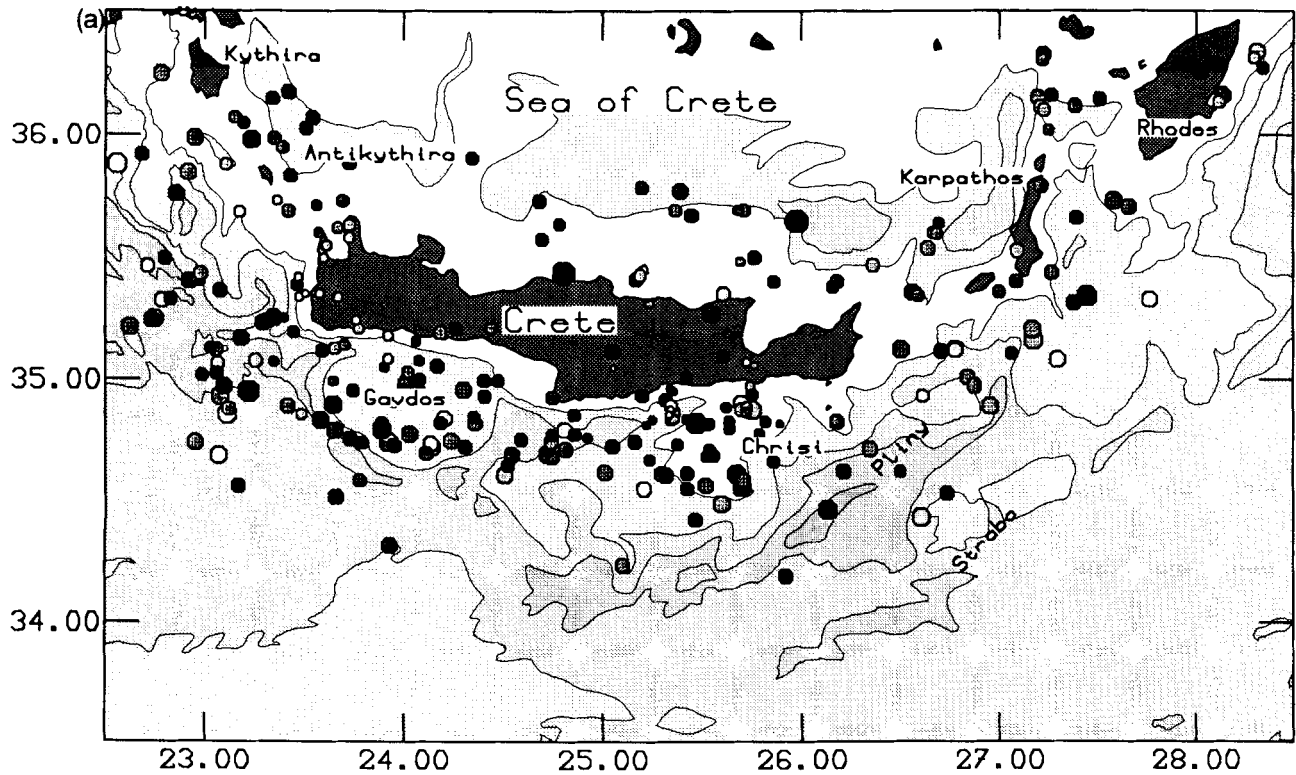 (a)
Kythira
Sea of Crete
36.00
Antikythira
Rhodes
Karpathos
Crete
35.00
Gaydos
Chrisi
Pliny
Strabo
34.00
23.00 24.00 25.00 26.00 27.00 28.00